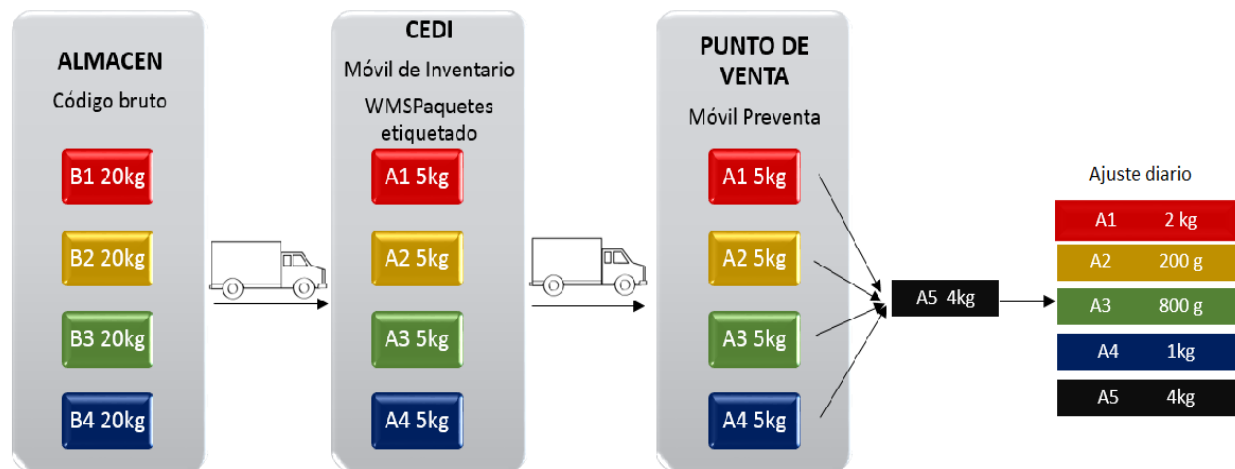 ALMACEN
Código bruto
B1 20kg
B2 20kg
B3 20kg
B4 20kg
CEDI
Móvil de Inventario
WMSPaquetes
etiquetado
A1 5kg
A2 5kg
A3 5kg
A4 5kg
PUNTO DE
VENTA
Móvil Preventa
A1 5kg
A2 5kg
A3 5kg
A4 5kg
A5 4kg
Ajuste diario
A1 2 kg
A2 200 g
A3 800 g
A4 1kg
A5 4kg